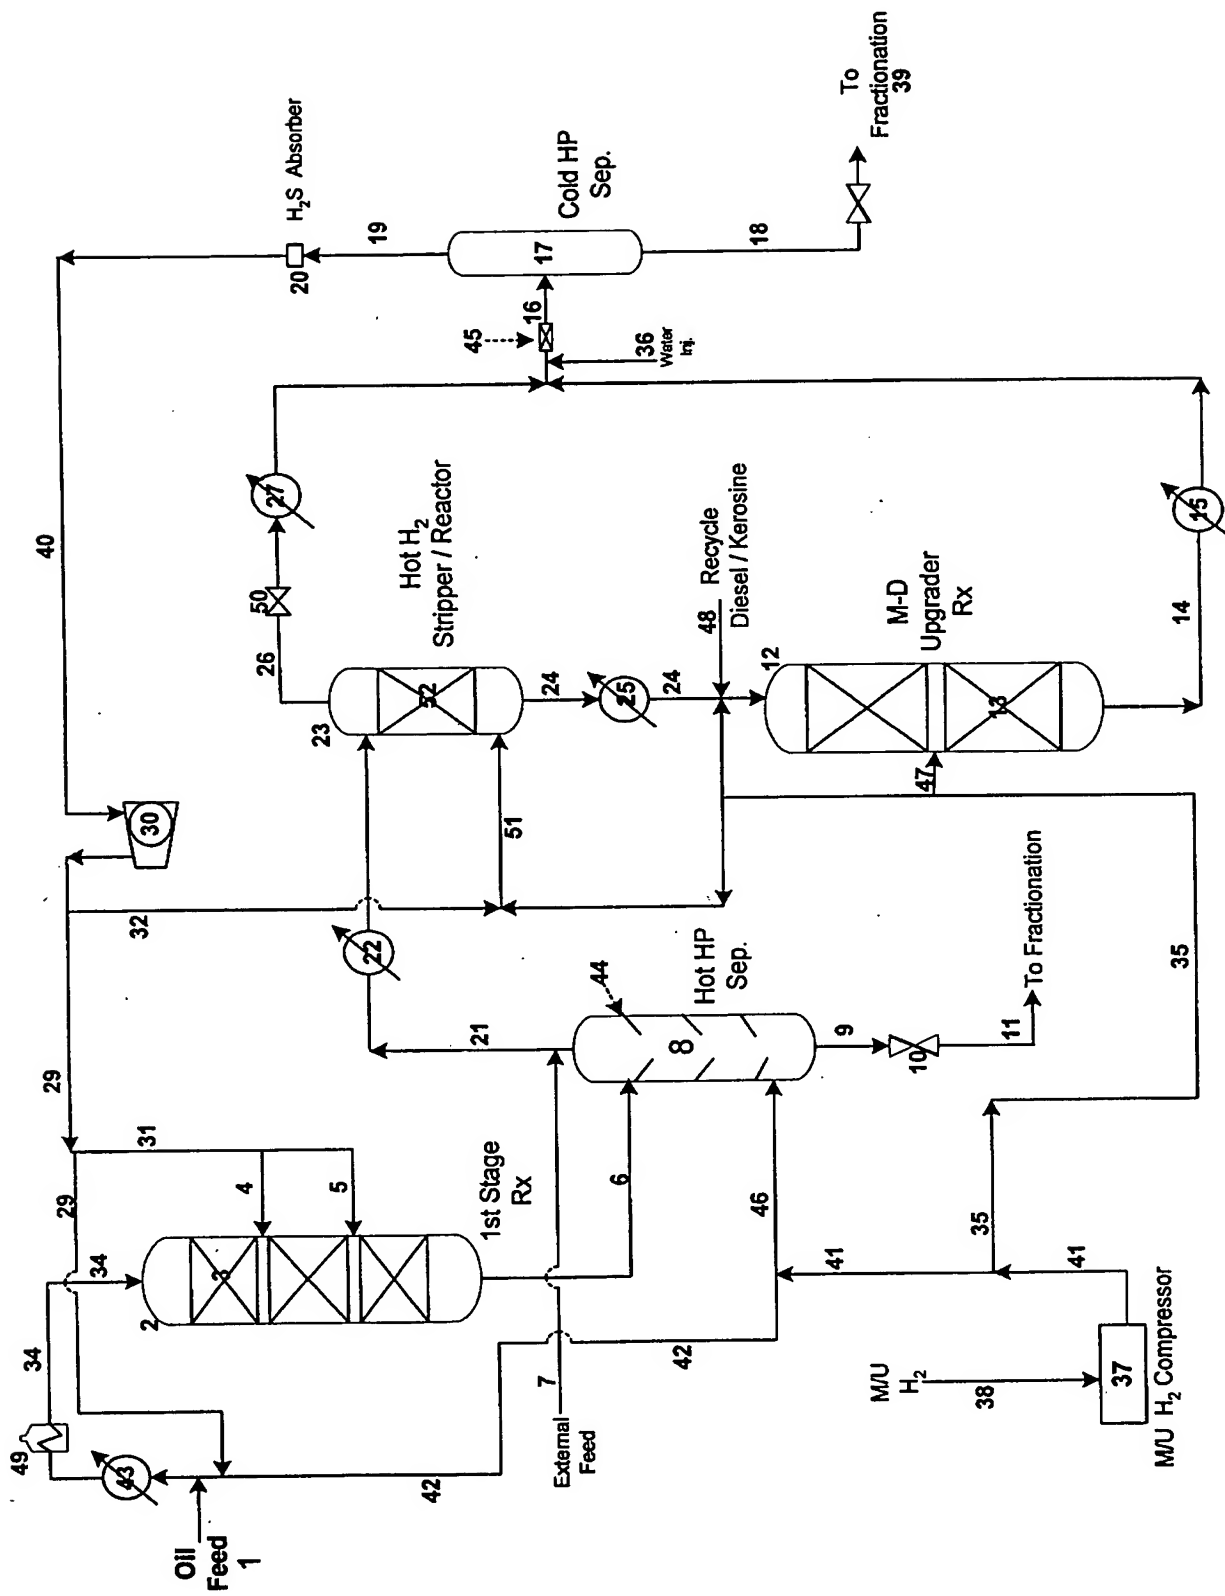 49
34
34
29
29
40
43
2
31
30
32
Oil
Feed
1
3
4
5
26
50
27
20
H₂S Absorber
19
42
1st Stage
Rx
22
23
Hot H₂
Stripper / Reactor
52
45
16
17
Cold HP
Sep.
36
Water
Inj.
External
Feed
7
6
21
51
24
25
24
44
8
Hot HP
Sep.
42
46
48
Recycle
Diesel / Kerosine
12
18
To
Fractionation
39
9
10
11
To Fractionation
47
13
M-D
Upgrader
Rx
M/U
H₂
38
41
35
41
37
M/U H₂ Compressor
35
14
15